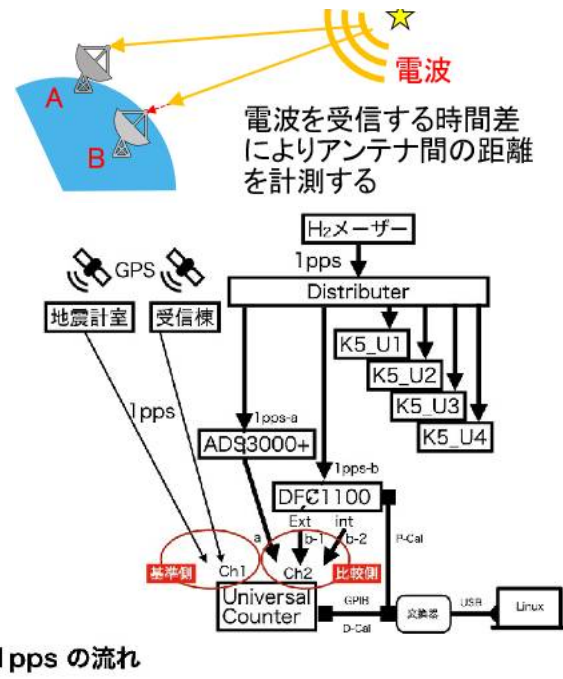 A
B
電波
電波を受信する時間差
によりアンテナ間の距離
を計測する
H₂メーザー
1pps
GPS
Distributer
地震計室
受信棟
K5_U1
K5_U2
K5_U3
K5_U4
1pps
1pps-a
ADS3000+
1pps-b
DFC1100
Ext
int
a
b-1
b-2
P-Cal
基準側
Ch1
Ch2
比較側
Universal
Counter
GPIB
D-Cal
変換器
USB
Linux
1pps の流れ